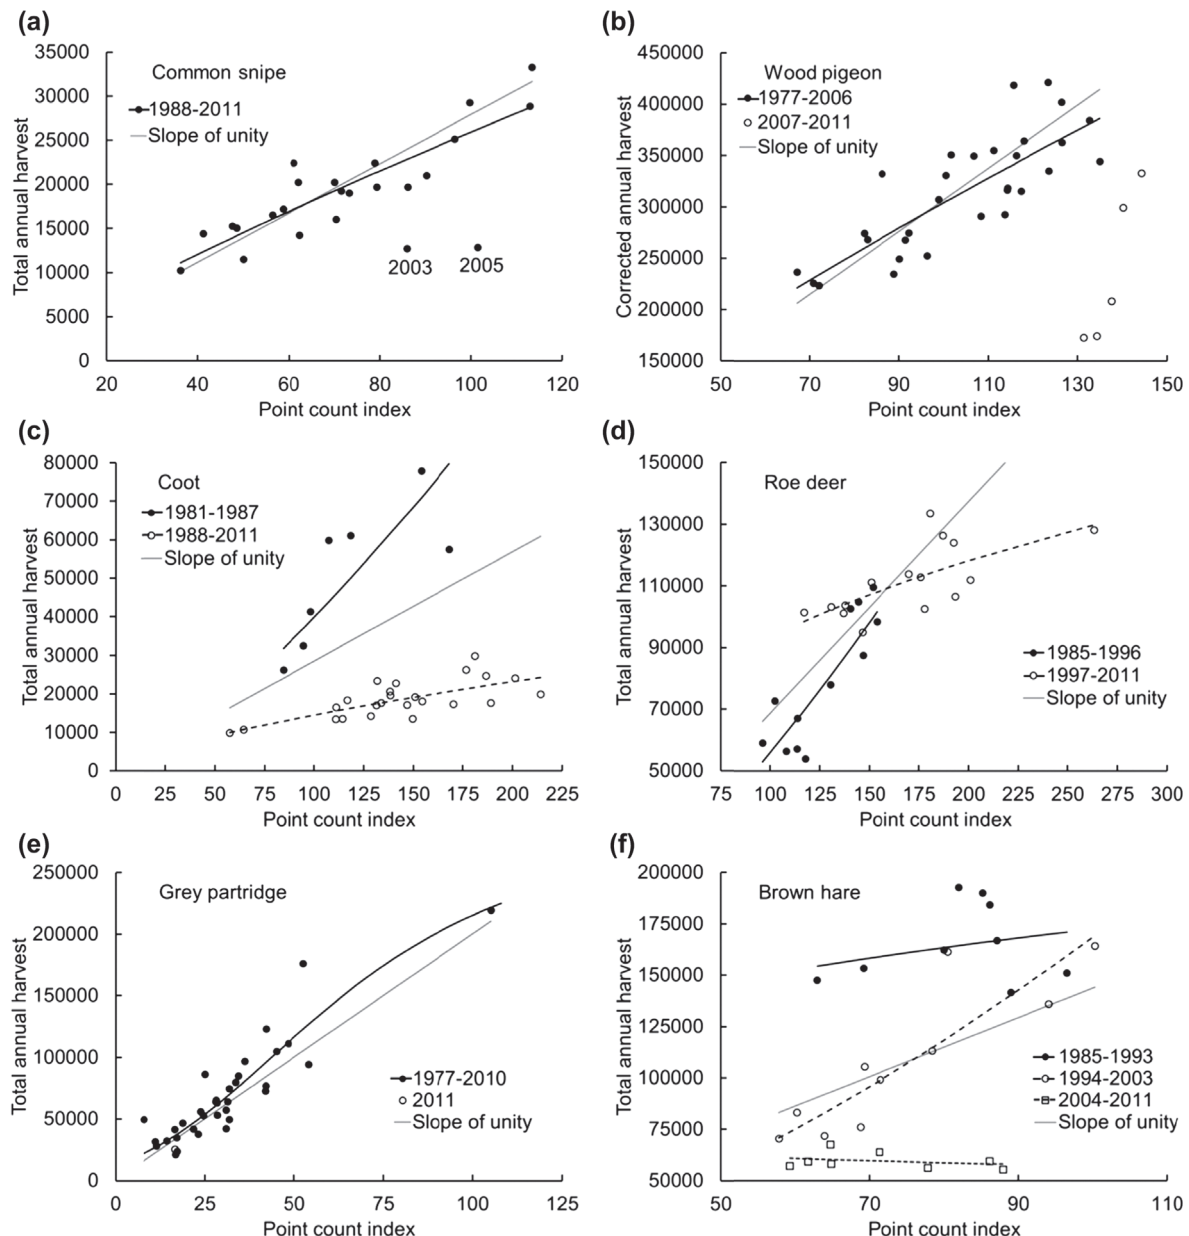 (a)
Total annual harvest
35000
30000
25000
20000
15000
10000
5000
0
Common snipe
1988-2011
Slope of unity
2003
2005
20 40 60 80 100 120
Point count index
(b)
Corrected annual harvest
450000
400000
350000
300000
250000
200000
150000
Wood pigeon
1977-2006
2007-2011
Slope of unity
50 70 90 110 130 150
Point count index
(c)
Total annual harvest
80000
70000
60000
50000
40000
30000
20000
10000
0
Coot
1981-1987
1988-2011
Slope of unity
0 25 50 75 100 125 150 175 200 225
Point count index
(d)
Total annual harvest
150000
130000
110000
90000
70000
50000
Roe deer
1985-1996
1997-2011
Slope of unity
75 100 125 150 175 200 225 250 275 300
Point count index
(e)
Total annual harvest
250000
200000
150000
100000
50000
0
Grey partridge
1977-2010
2011
Slope of unity
0 25 50 75 100 125
Point count index
(f)
Total annual harvest
200000
175000
150000
125000
100000
75000
50000
Brown hare
1985-1993
1994-2003
2004-2011
Slope of unity
50 70 90 110
Point count index